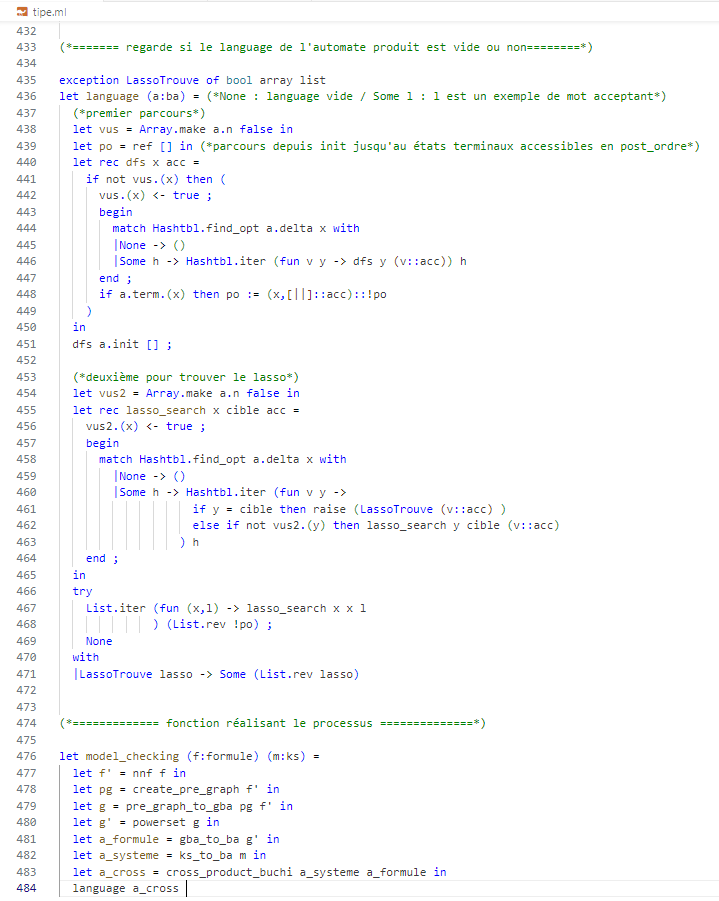 tipe.ml
432
433 (*======= regarde si le language de l'automate produit est vide ou non========*)
434
435 exception LassoTrouve of bool array list
436 let language (a:ba) = (*None : language vide / Some l : l est un exemple de mot acceptant*)
437   (*premier parcours*)
438   let vus = Array.make a.n false in
439   let po = ref [] in (*parcours depuis init jusqu'au états terminaux accessibles en post_ordre*)
440   let rec dfs x acc =
441     if not vus.(x) then (
442       vus.(x) <- true ;
443       begin
444         match Hashtbl.find_opt a.delta x with
445         |None -> ()
446         |Some h -> Hashtbl.iter (fun v y -> dfs y (v::acc)) h
447       end ;
448       if a.term.(x) then po := (x,[||]::acc)::!po
449     )
450   in
451   dfs a.init [] ;
452
453   (*deuxième pour trouver le lasso*)
454   let vus2 = Array.make a.n false in
455   let rec lasso_search x cible acc =
456     vus2.(x) <- true ;
457     begin
458       match Hashtbl.find_opt a.delta x with
459         |None -> ()
460         |Some h -> Hashtbl.iter (fun v y ->
461                     if y = cible then raise (LassoTrouve (v::acc) )
462                     else if not vus2.(y) then lasso_search y cible (v::acc)
463                   ) h
464     end ;
465   in
466   try
467     List.iter (fun (x,l) -> lasso_search x x l
468               ) (List.rev !po) ;
469     None
470   with
471   |LassoTrouve lasso -> Some (List.rev lasso)
472
473
474 (*============= fonction réalisant le processus ==============*)
475
476 let model_checking (f:formule) (m:ks) =
477   let f' = nnf f in
478   let pg = create_pre_graph f' in
479   let g = pre_graph_to_gba pg f' in
480   let g' = powerset g in
481   let a_formule = gba_to_ba g' in
482   let a_systeme = ks_to_ba m in
483   let a_cross = cross_product_buchi a_systeme a_formule in
484   language a_cross